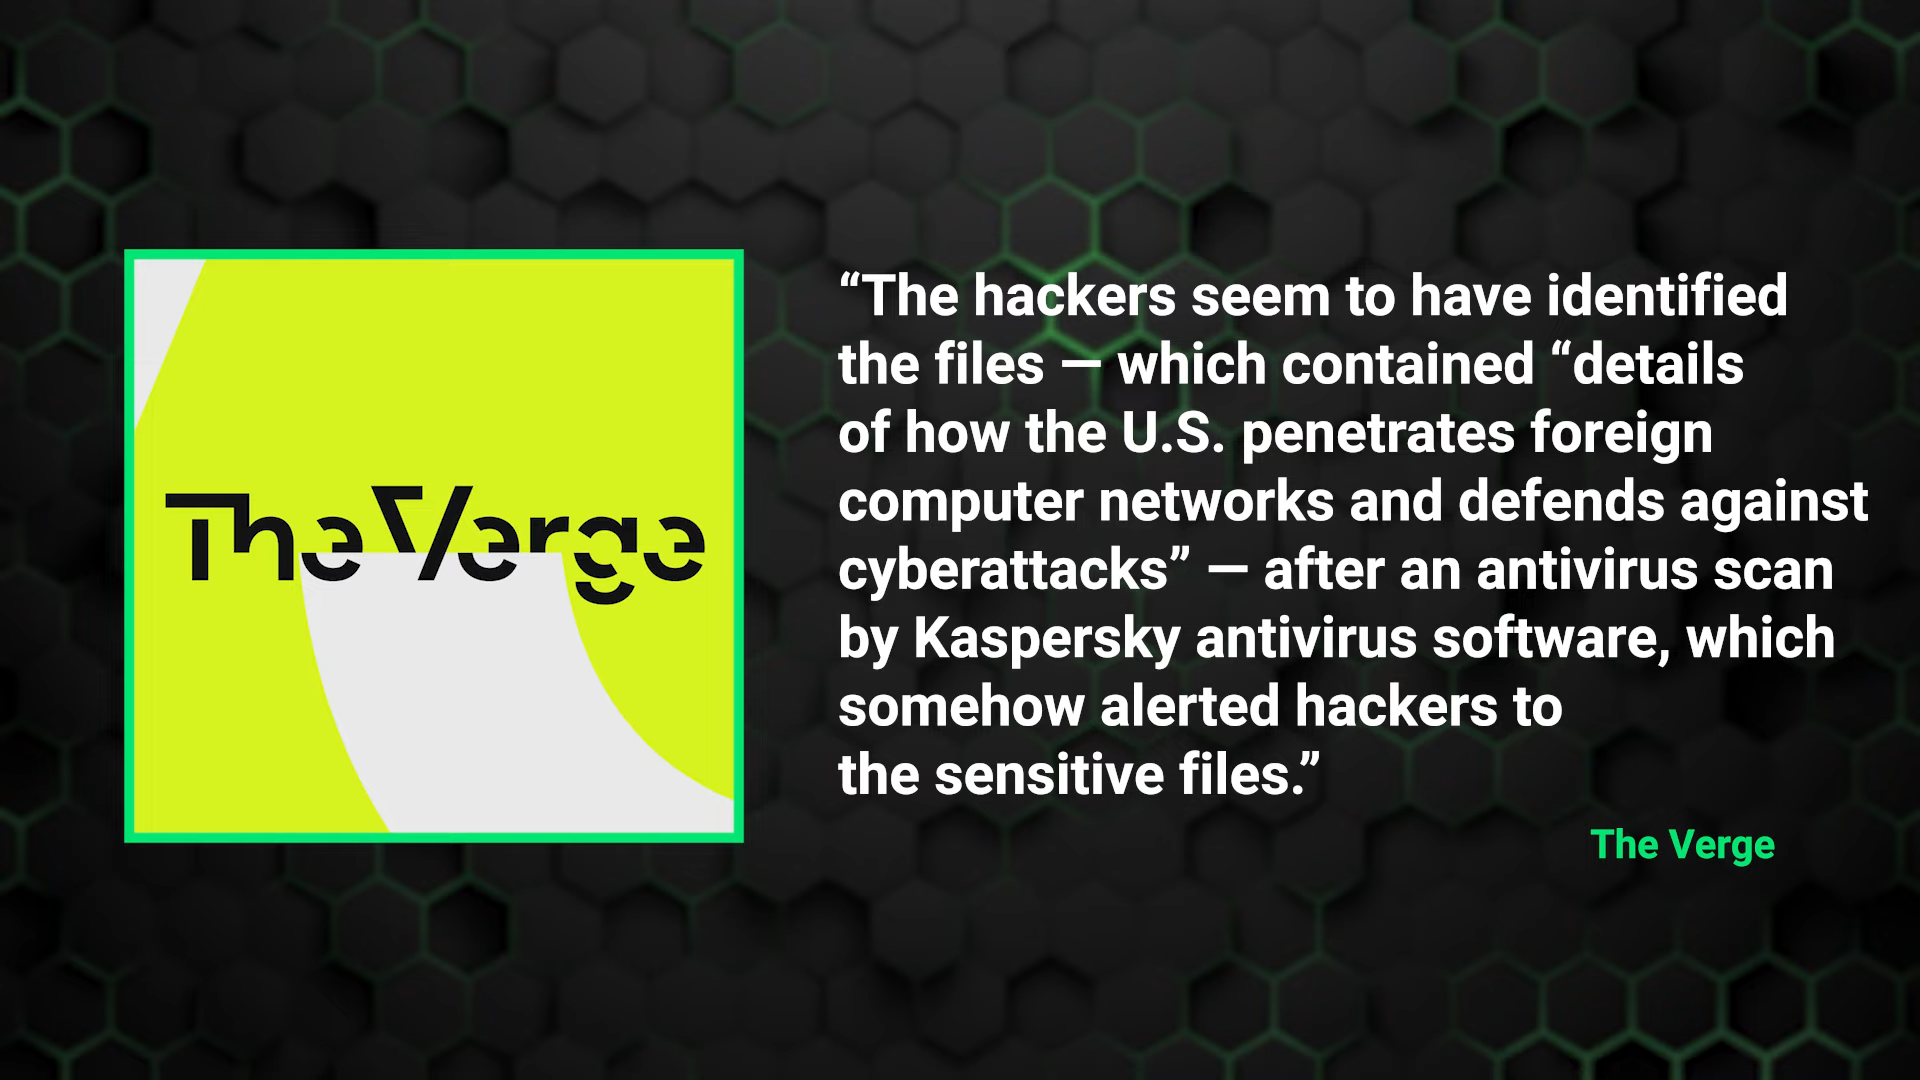 The Verge
“The hackers seem to have identified
the files — which contained “details
of how the U.S. penetrates foreign
computer networks and defends against
cyberattacks” — after an antivirus scan
by Kaspersky antivirus software, which
somehow alerted hackers to
the sensitive files.”
The Verge